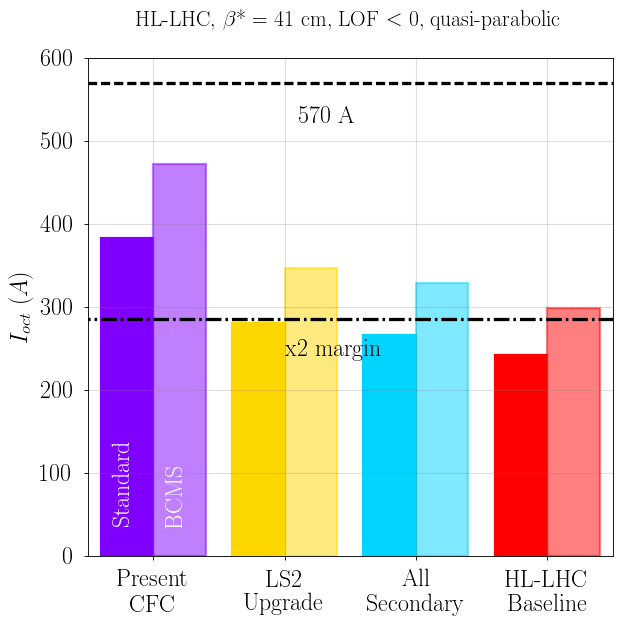 HL-LHC, β* = 41 cm, LOF < 0, quasi-parabolic
600
570 A
500
400
300
x2 margin
200
100
0
I_oct (A)
Standard
BCMS
Present
CFC
LS2
Upgrade
All
Secondary
HL-LHC
Baseline